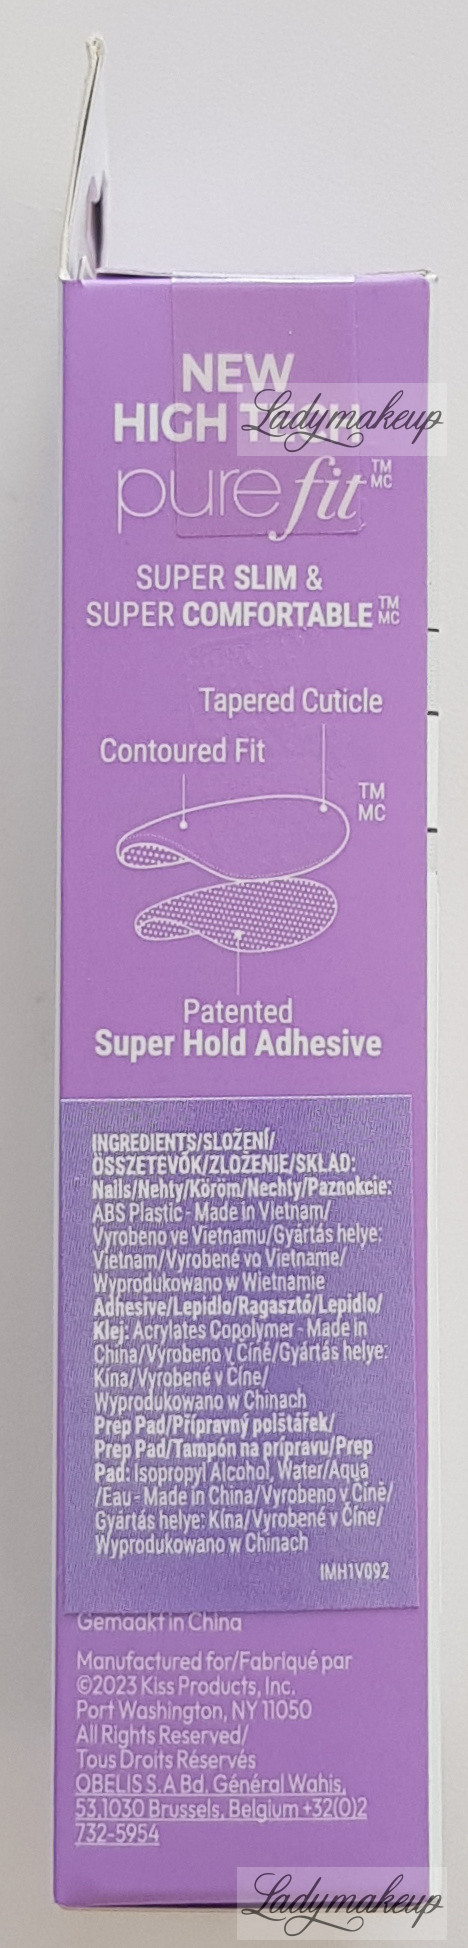 NEW
HIGH TECH
Ladymakeup
pure fit TM MC
SUPER SLIM &
SUPER COMFORTABLE TM MC
Tapered Cuticle
Contoured Fit
TM
MC
Patented
Super Hold Adhesive
INGREDIENTS/SLOŽENÍ/
ÖSSZETEVŐK/ZLOŽENIE/SKŁAD:
Nails/Nehty/Köröm/Nechty/Paznokcie:
ABS Plastic - Made in Vietnam/
Vyrobeno ve Vietnamu/Gyártás helye:
Vietnam/Vyrobené vo Vietname/
Wyprodukowano w Wietnamie
Adhesive/Lepidlo/Ragasztó/Lepidlo/
Klej: Acrylates Copolymer - Made in
China/Vyrobeno v Číně/Gyártás helye:
Kína/Vyrobené v Číne/
Wyprodukowano w Chinach
Prep Pad/Přípravný polštářek/
Prep Pad/Tampón na prípravu/Prep
Pad: Isopropyl Alcohol, Water/Aqua
/Eau - Made in China/Vyrobeno v Číně/
Gyártás helye: Kína/Vyrobené v Číne/
Wyprodukowano w Chinach
IMH1V092
Gemaakt in China
Manufactured for/Fabriqué par
©2023 Kiss Products, Inc.
Port Washington, NY 11050
All Rights Reserved/
Tous Droits Réservés
OBELIS S.A Bd. Général Wahis,
53,1030 Brussels, Belgium +32(0)2
732-5954
Ladymakeup